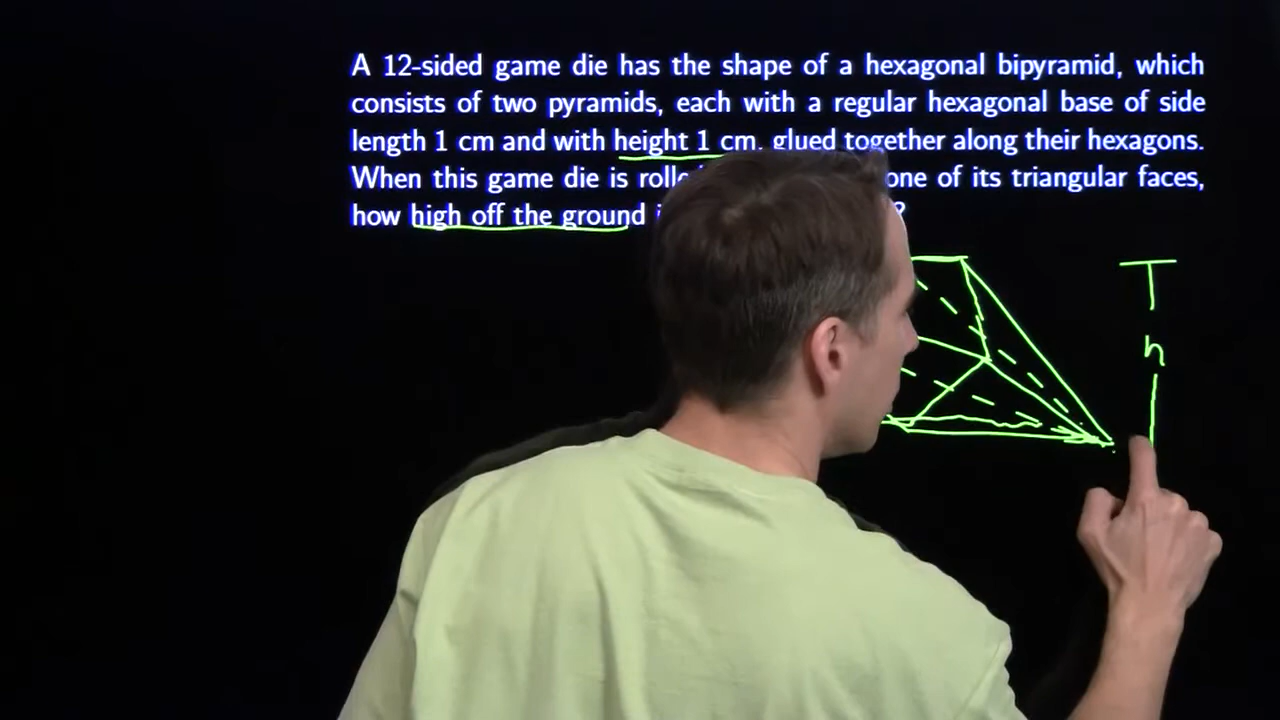 A 12-sided game die has the shape of a hexagonal bipyramid, which
consists of two pyramids, each with a regular hexagonal base of side
length 1 cm and with height 1 cm, glued together along their hexagons.
When this game die is one of its triangular faces,
how high off the ground ?
h